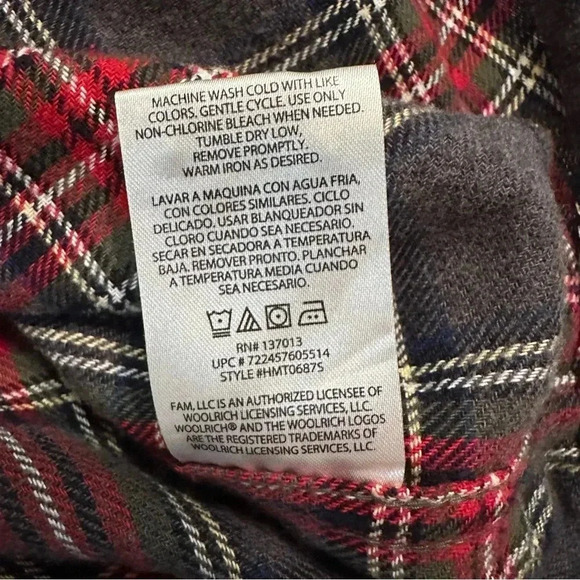 MACHINE WASH COLD WITH LIKE
COLORS. GENTLE CYCLE. USE ONLY
NON-CHLORINE BLEACH WHEN NEEDED.
TUMBLE DRY LOW,
REMOVE PROMPTLY.
WARM IRON AS DESIRED.
LAVAR A MAQUINA CON AGUA FRIA,
CON COLORES SIMILARES. CICLO
DELICADO. USAR BLANQUEADOR SIN
CLORO CUANDO SEA NECESARIO.
SECAR EN SECADORA A TEMPERATURA
BAJA. REMOVER PRONTO. PLANCHAR
A TEMPERATURA MEDIA CUANDO
SEA NECESARIO.
RN# 137013
UPC # 722457605514
STYLE #HMT0687S
FAM, LLC IS AN AUTHORIZED LICENSEE OF
WOOLRICH LICENSING SERVICES, LLC.
WOOLRICH® AND THE WOOLRICH LOGOS
ARE THE REGISTERED TRADEMARKS OF
WOOLRICH LICENSING SERVICES, LLC.